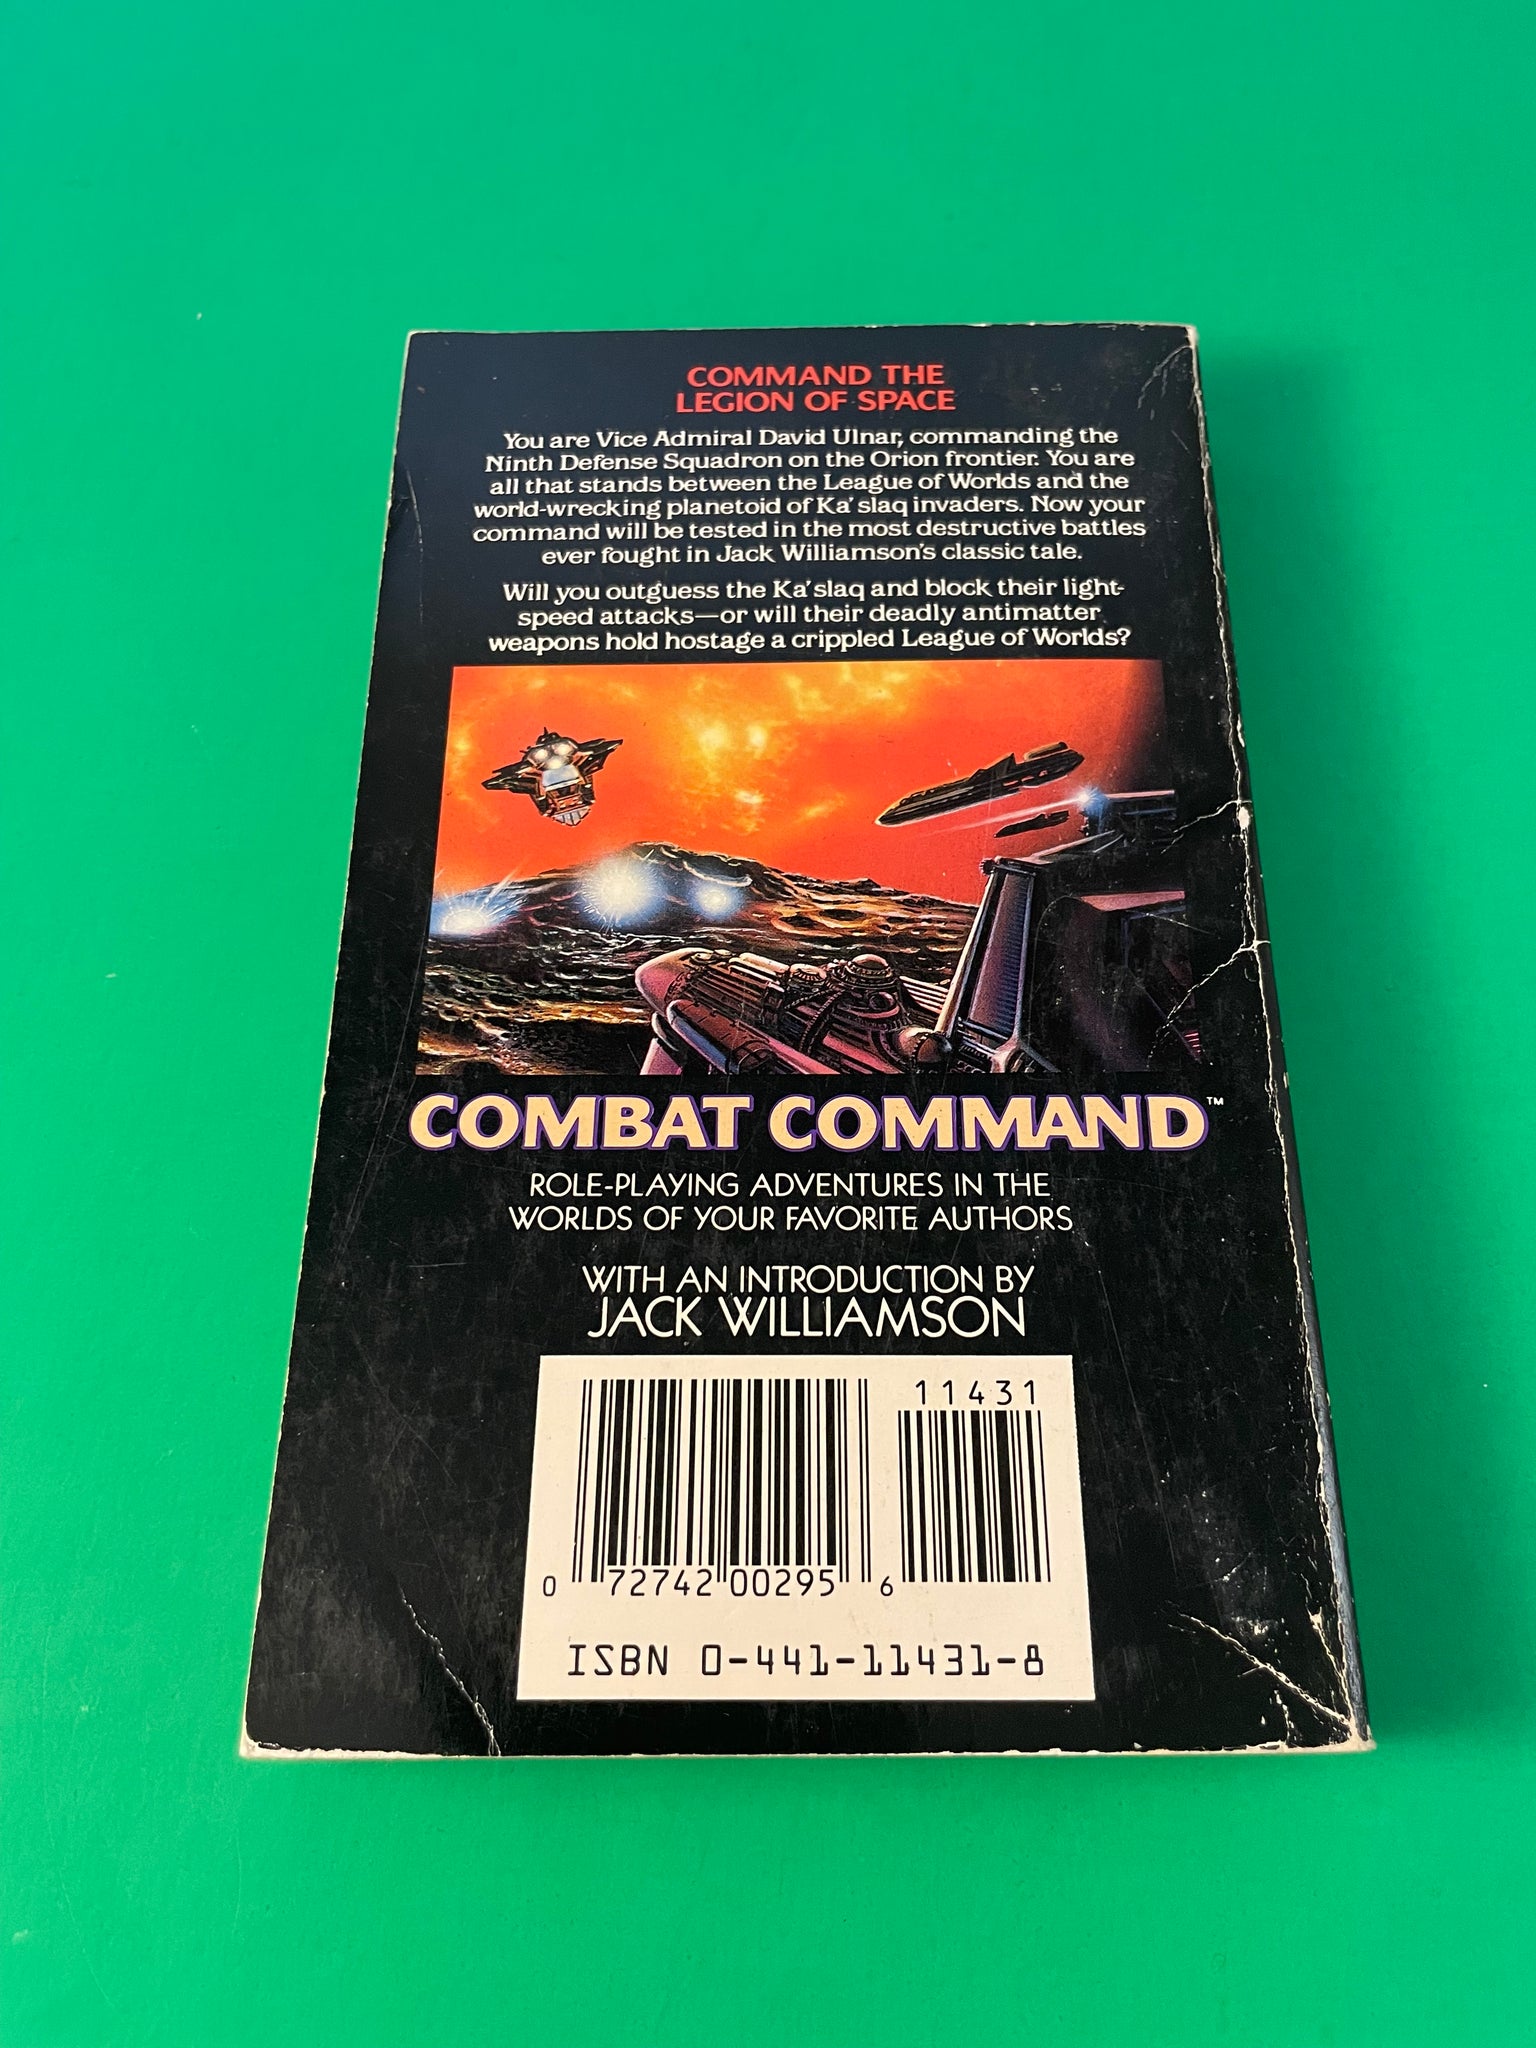 COMMAND THE
LEGION OF SPACE
You are Vice Admiral David Ulnar, commanding the
Ninth Defense Squadron on the Orion frontier. You are
all that stands between the League of Worlds and the
world-wrecking planetoid of Ka'slaq invaders. Now your
command will be tested in the most destructive battles
ever fought in Jack Williamson's classic tale.
Will you outguess the Ka'slaq and block their light-
speed attacks—or will their deadly antimatter
weapons hold hostage a crippled League of Worlds?
COMBAT COMMAND™
ROLE-PLAYING ADVENTURES IN THE
WORLDS OF YOUR FAVORITE AUTHORS
WITH AN INTRODUCTION BY
JACK WILLIAMSON
11431
0 72742 00295 6
ISBN 0-441-11431-8